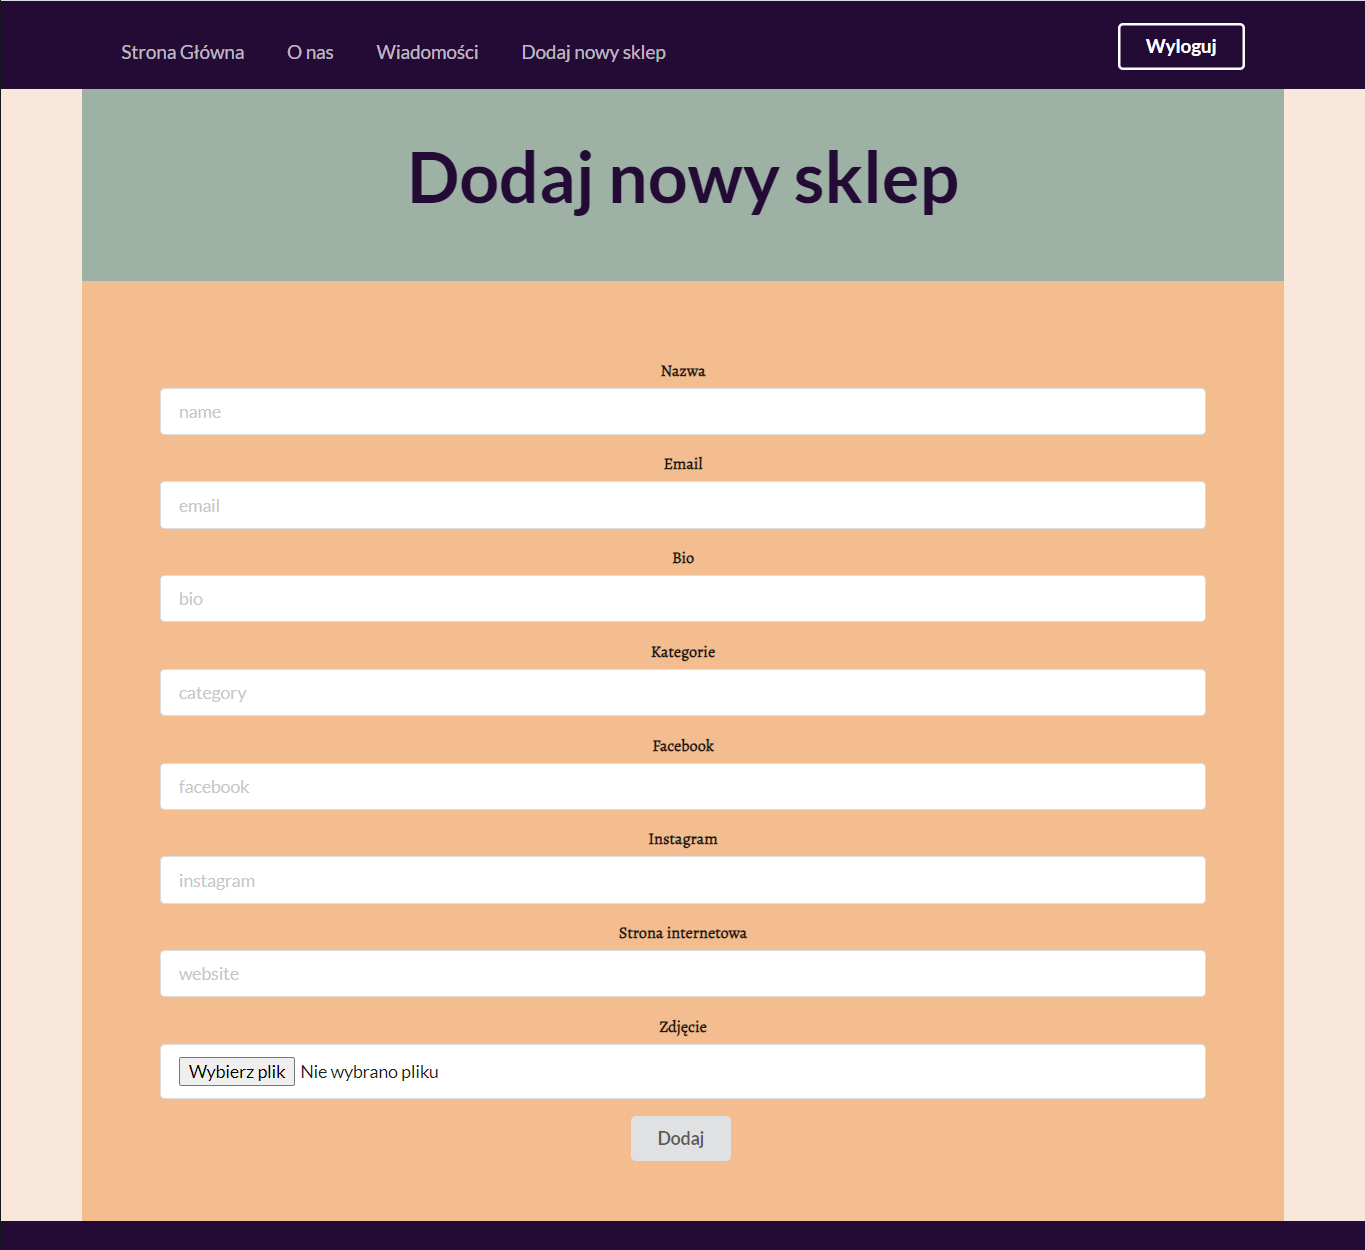 Strona Główna O nas Wiadomości Dodaj nowy sklep Wyloguj
Dodaj nowy sklep
Nazwa
name
Email
email
Bio
bio
Kategorie
category
Facebook
facebook
Instagram
instagram
Strona internetowa
website
Zdjęcie
Wybierz plik Nie wybrano pliku
Dodaj